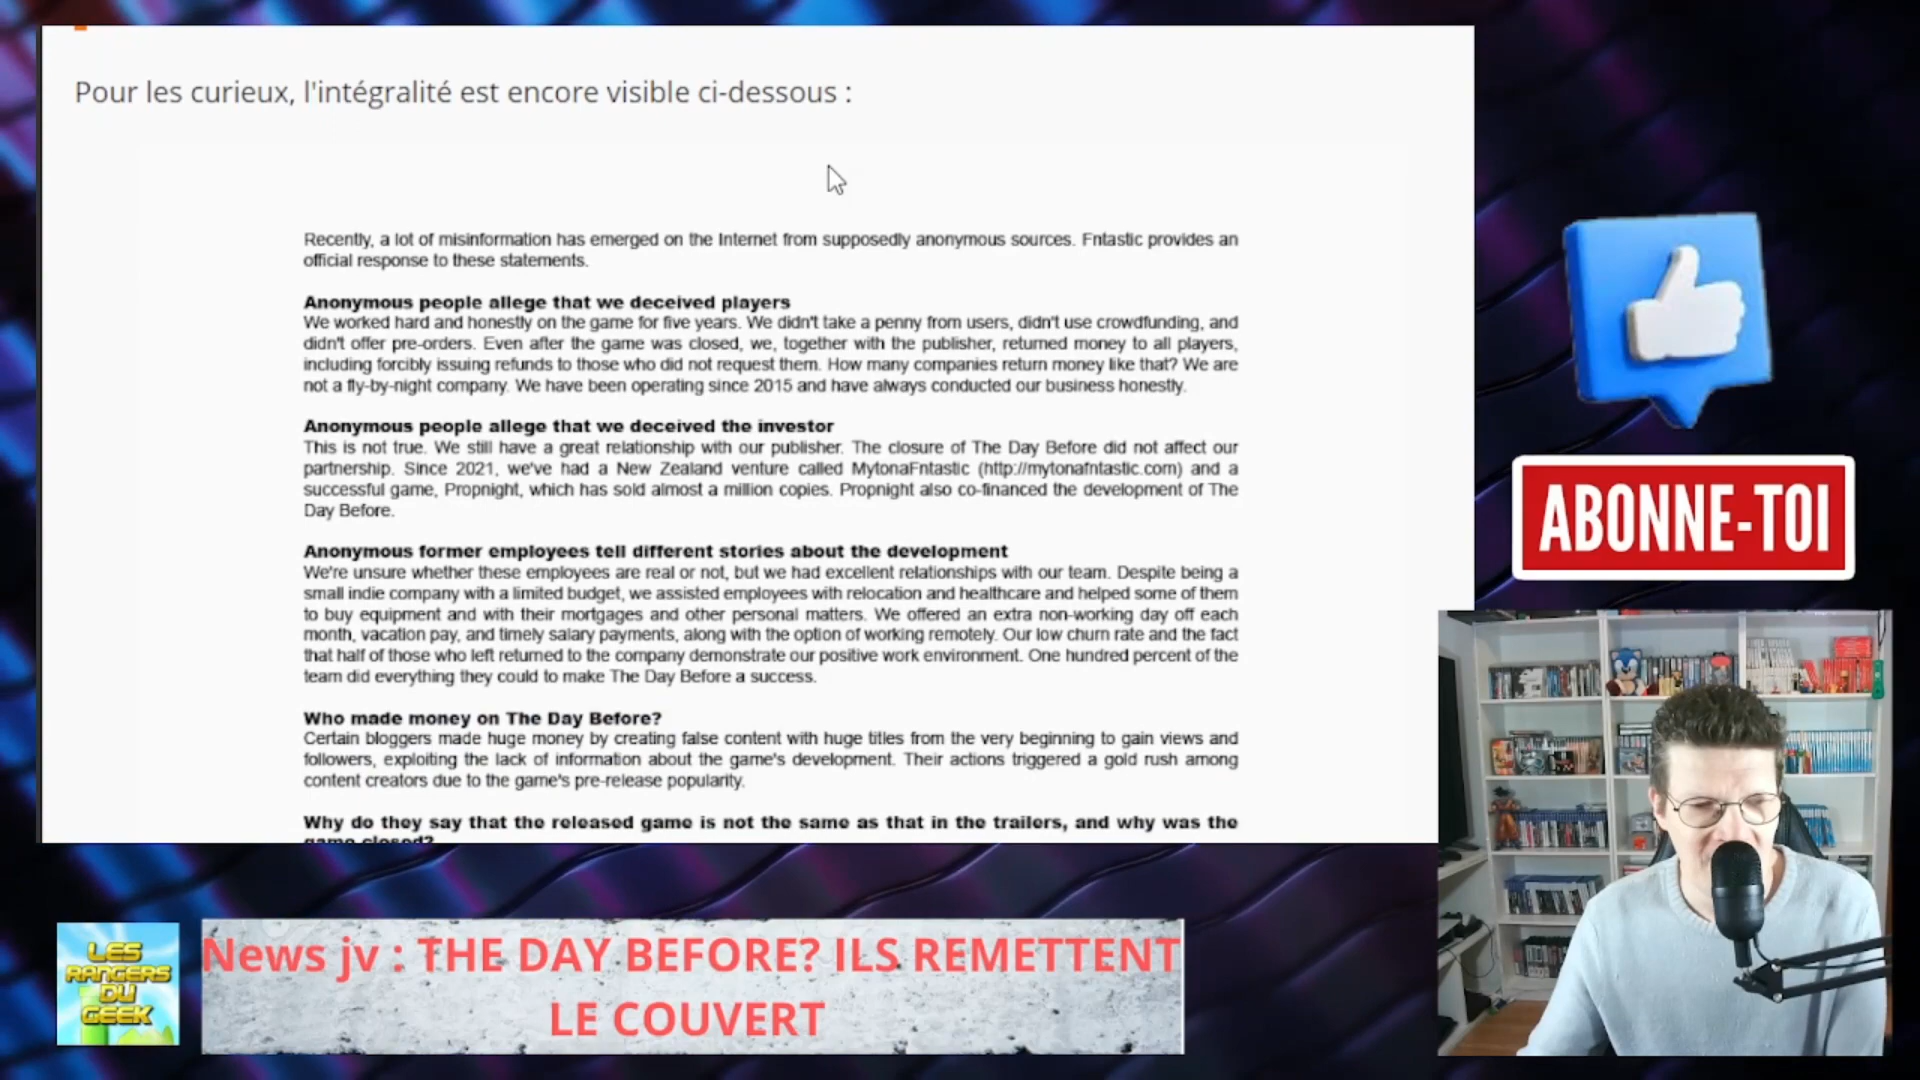 Pour les curieux, l'intégralité est encore visible ci-dessous :
Recently, a lot of misinformation has emerged on the Internet from supposedly anonymous sources. Fntastic provides an
official response to these statements.
Anonymous people allege that we deceived players
We worked hard and honestly on the game for five years. We didn't take a penny from users, didn't use crowdfunding, and
didn't offer pre-orders. Even after the game was closed, we, together with the publisher, returned money to all players,
including forcibly issuing refunds to those who did not request them. How many companies return money like that? We are
not a fly-by-night company. We have been operating since 2015 and have always conducted our business honestly.
Anonymous people allege that we deceived the investor
This is not true. We still have a great relationship with our publisher. The closure of The Day Before did not affect our
partnership. Since 2021, we've had a New Zealand venture called MytonaFntastic (http://mytonafntastic.com) and a
successful game, Propnight, which has sold almost a million copies. Propnight also co-financed the development of The
Day Before.
Anonymous former employees tell different stories about the development
We're unsure whether these employees are real or not, but we had excellent relationships with our team. Despite being a
small indie company with a limited budget, we assisted employees with relocation and healthcare and helped some of them
to buy equipment and with their mortgages and other personal matters. We offered an extra non-working day off each
month, vacation pay, and timely salary payments, along with the option of working remotely. Our low churn rate and the fact
that half of those who left returned to the company demonstrate our positive work environment. One hundred percent of the
team did everything they could to make The Day Before a success.
Who made money on The Day Before?
Certain bloggers made huge money by creating false content with huge titles from the very beginning to gain views and
followers, exploiting the lack of information about the game's development. Their actions triggered a gold rush among
content creators due to the game's pre-release popularity.
Why do they say that the released game is not the same as that in the trailers, and why was the
game closed?
ABONNE-TOI
LES
RANGERS
DU
GEEK
News jv : THE DAY BEFORE? ILS REMETTENT
LE COUVERT